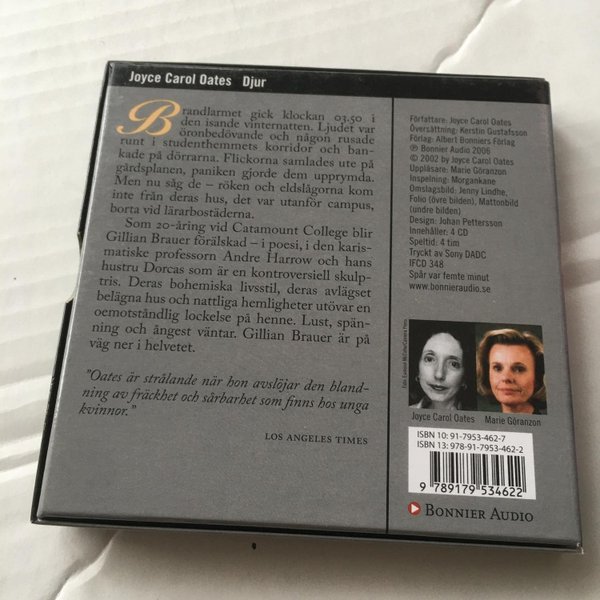 Joyce Carol Oates Djur
Brandlarmet gick klockan 03.50 i
den isande vinternatten. Ljudet var
öronbedövande och någon rusade
runt i studenthemmets korridor och ban-
kade på dörrarna. Flickorna samlades ute på
gårdsplanen, paniken gjorde dem upprymda.
Men nu såg de – röken och eldslågorna kom
inte från deras hus, det var utanför campus,
borta vid lärarbostäderna.
Som 20-åring vid Catamount College blir
Gillian Brauer förälskad – i poesi, i den karis-
matiske professorn Andre Harrow och hans
hustru Dorcas som är en kontroversiell skulp-
tris. Deras bohemiska livsstil, deras avlägset
belägna hus och nattliga hemligheter utövar en
oemotståndlig lockelse på henne. Lust, spän-
ning och ångest väntar. Gillian Brauer är på
väg ner i helvetet.
"Oates är strålande när hon avslöjar den bland-
ning av fräckhet och sårbarhet som finns hos unga
kvinnor."
LOS ANGELES TIMES
Författare: Joyce Carol Oates
Översättning: Kerstin Gustafsson
Förlag: Albert Bonniers Förlag
℗ Bonnier Audio 2006
© 2002 by Joyce Carol Oates
Uppläsare: Marie Göranzon
Inspelning: Morgankane
Omslagsbild: Jenny Lindhe,
Folio (övre bilden), Mattonbild
(undre bilden)
Design: Johan Pettersson
Innehåller: 4 CD
Speltid: 4 tim
Tryckt av Sony DADC
IFCD 348
Spår var femte minut
www.bonnieraudio.se
Joyce Carol Oates
Marie Göranzon
ISBN 10: 91-7953-462-7
ISBN 13: 978-91-7953-462-2
9 789179 534622
BONNIER AUDIO